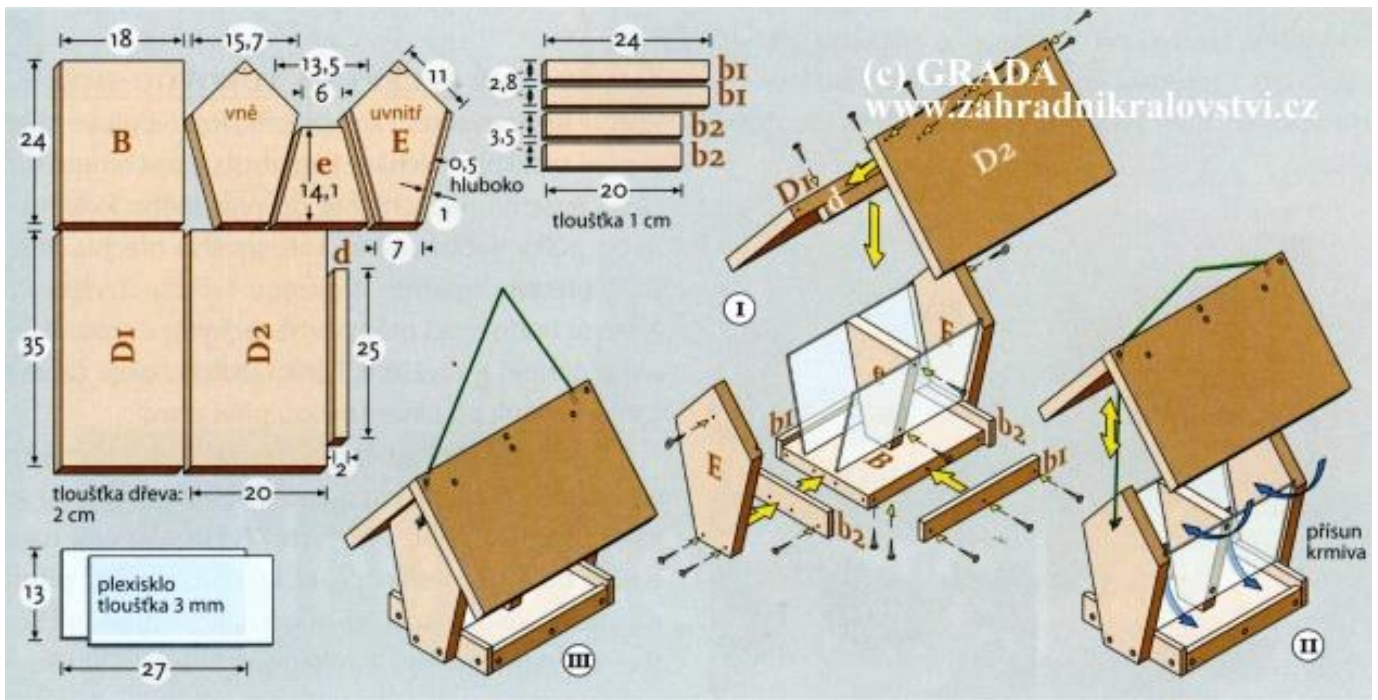 18
15,7
13,5
6
11
24
B
vně
e
uvnitř
E
14,1
0,5
hluboko
1
7
35
D1
D2
d
25
2
tloušťka dřeva:
2 cm
20
13
plexisklo
tloušťka 3 mm
27
24
2,8
b1
b1
3,5
b2
b2
20
tloušťka 1 cm
(c) GRADA
www.zahradnikralovstvi.cz
D2
D1
d
I
E
e
b1
b2
B
E
b2
b1
III
přísun
krmiva
II